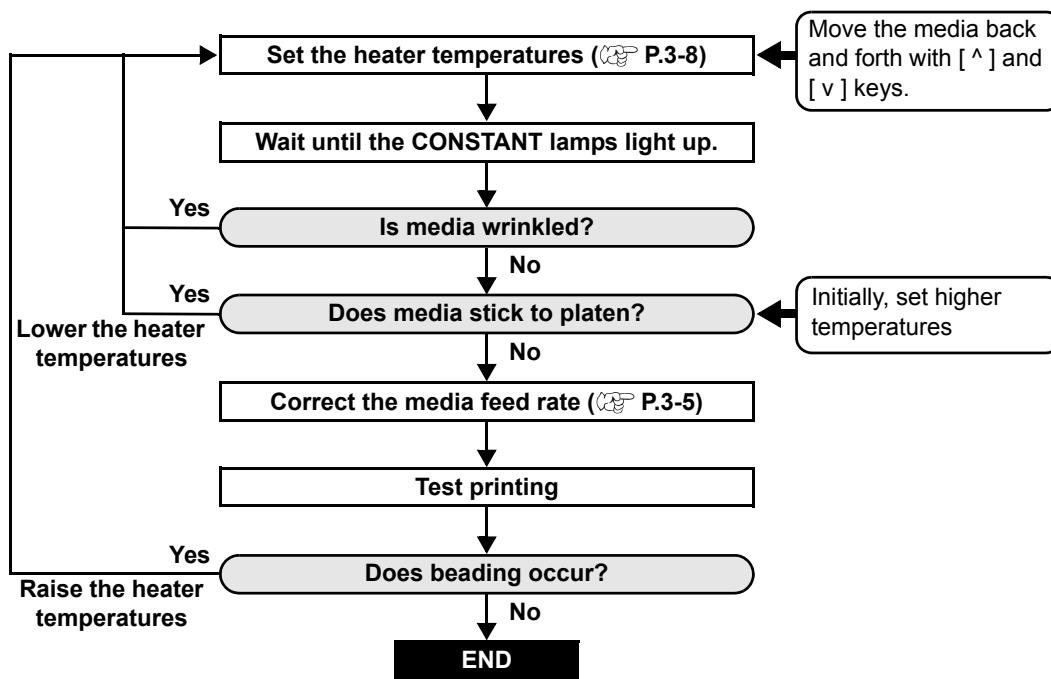 Set the heater temperatures (☞ P.3-8)
Move the media back
and forth with [ ^ ] and
[ v ] keys.
Wait until the CONSTANT lamps light up.
Yes
Is media wrinkled?
No
Yes
Does media stick to platen?
Initially, set higher
temperatures
Lower the heater
temperatures
No
Correct the media feed rate (☞ P.3-5)
Test printing
Yes
Does beading occur?
Raise the heater
temperatures
No
END